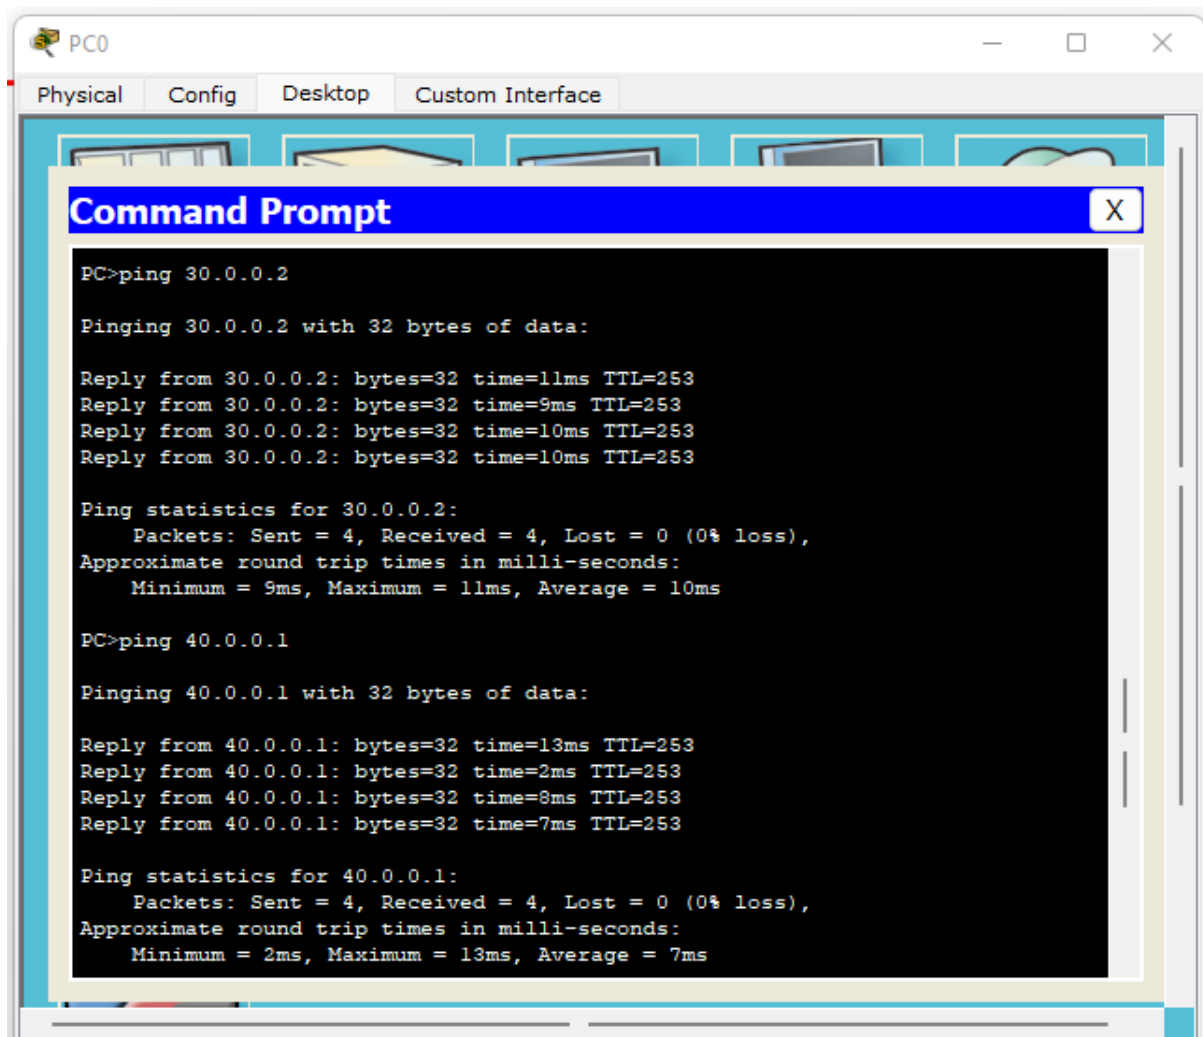 PC0
Physical Config Desktop Custom Interface
Command Prompt X
PC>ping 30.0.0.2
Pinging 30.0.0.2 with 32 bytes of data:
Reply from 30.0.0.2: bytes=32 time=11ms TTL=253
Reply from 30.0.0.2: bytes=32 time=9ms TTL=253
Reply from 30.0.0.2: bytes=32 time=10ms TTL=253
Reply from 30.0.0.2: bytes=32 time=10ms TTL=253
Ping statistics for 30.0.0.2:
Packets: Sent = 4, Received = 4, Lost = 0 (0% loss),
Approximate round trip times in milli-seconds:
Minimum = 9ms, Maximum = 11ms, Average = 10ms
PC>ping 40.0.0.1
Pinging 40.0.0.1 with 32 bytes of data:
Reply from 40.0.0.1: bytes=32 time=13ms TTL=253
Reply from 40.0.0.1: bytes=32 time=2ms TTL=253
Reply from 40.0.0.1: bytes=32 time=8ms TTL=253
Reply from 40.0.0.1: bytes=32 time=7ms TTL=253
Ping statistics for 40.0.0.1:
Packets: Sent = 4, Received = 4, Lost = 0 (0% loss),
Approximate round trip times in milli-seconds:
Minimum = 2ms, Maximum = 13ms, Average = 7ms